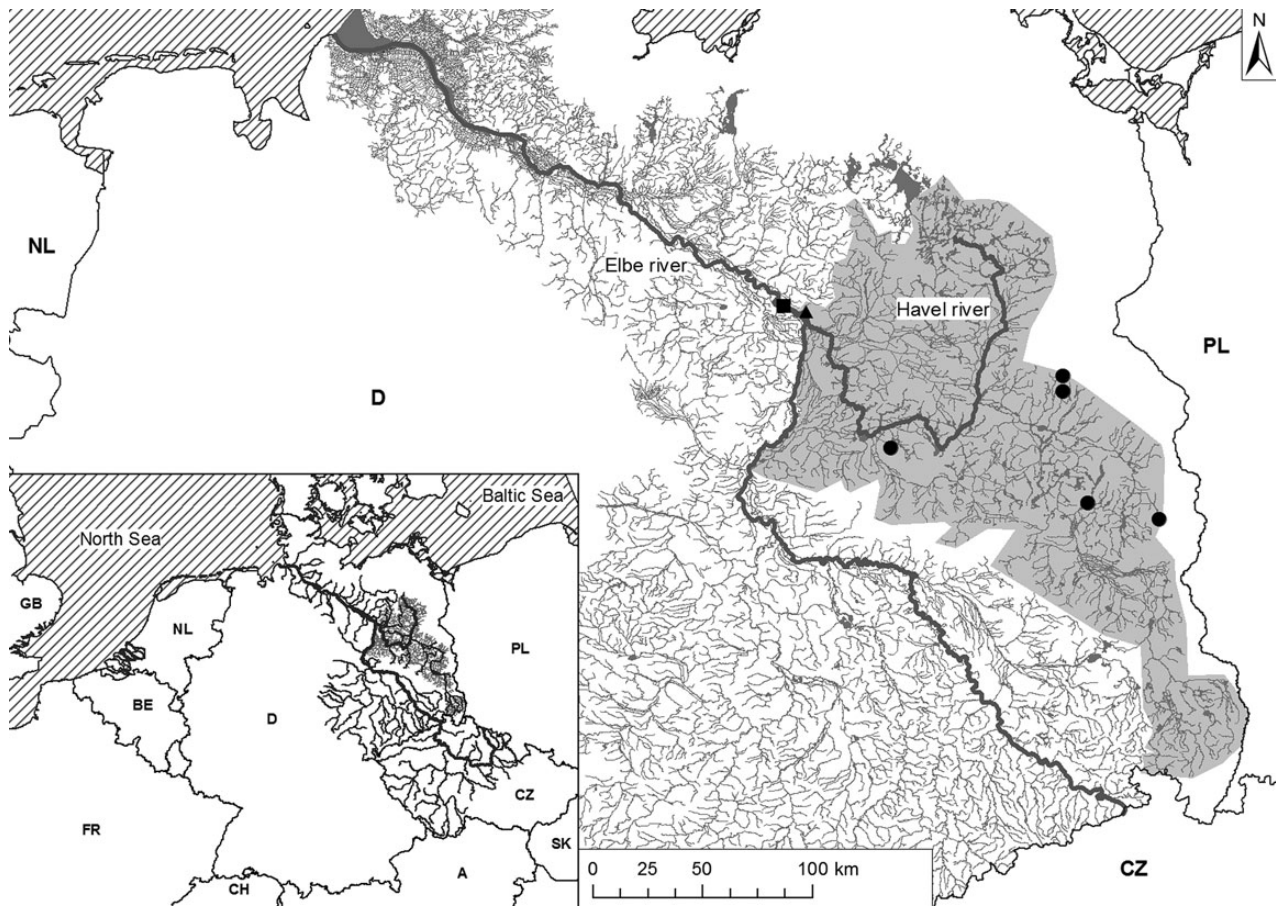 N
NL
Elbe river
Havel river
PL
D
North Sea
Baltic Sea
GB
NL
PL
BE
D
CZ
FR
SK
CH
A
0 25 50 100 km
CZ